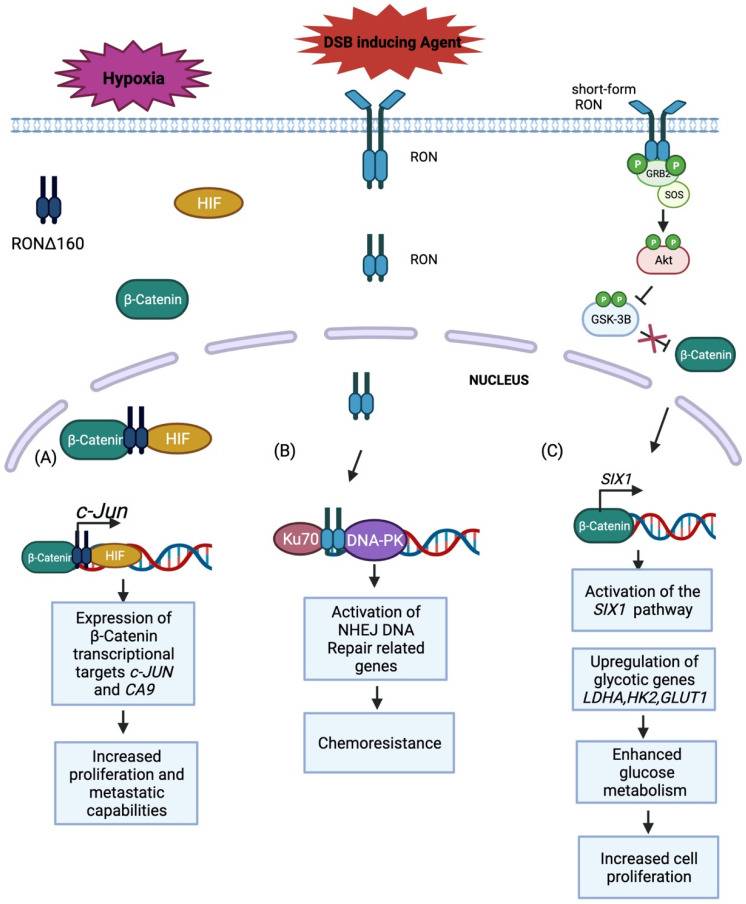 Hypoxia
DSB inducing Agent
short-form
RON
RON
P
P
GRB2
SOS
RONΔ160
HIF
RON
P
P
Akt
β-Catenin
P
P
GSK-3B
β-Catenin
NUCLEUS
(A)
β-Catenin
HIF
(B)
(C)
c-Jun
β-Catenin
HIF
Ku70
DNA-PK
SIX1
β-Catenin
Expression of
β-Catenin
transcriptional
targets c-JUN
and CA9
Increased
proliferation and
metastatic
capabilities
Activation of
NHEJ DNA
Repair related
genes
Chemoresistance
Activation of the
SIX1 pathway
Upregulation of
glycotic genes
LDHA,HK2,GLUT1
Enhanced
glucose
metabolism
Increased cell
proliferation